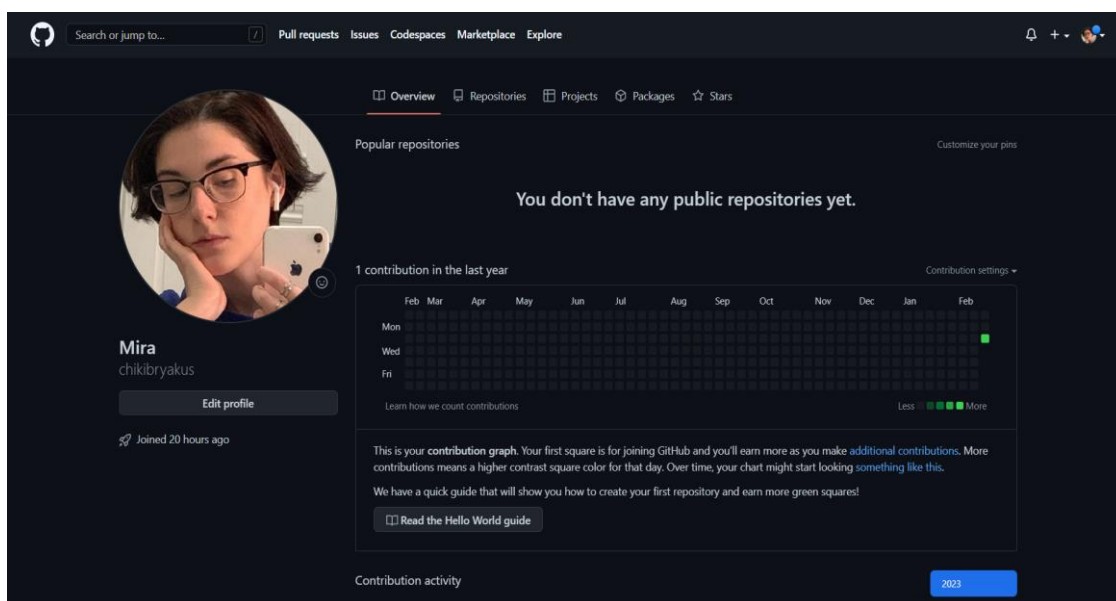 Search or jump to... / Pull requests Issues Codespaces Marketplace Explore
Overview Repositories Projects Packages Stars
Popular repositories Customize your pins
You don't have any public repositories yet.
1 contribution in the last year Contribution settings
Feb Mar Apr May Jun Jul Aug Sep Oct Nov Dec Jan Feb
Mon
Wed
Fri
Learn how we count contributions Less More
Mira
chikibryakus
Edit profile
Joined 20 hours ago
This is your contribution graph. Your first square is for joining GitHub and you'll earn more as you make additional contributions. More
contributions means a higher contrast square color for that day. Over time, your chart might start looking something like this.
We have a quick guide that will show you how to create your first repository and earn more green squares!
Read the Hello World guide
Contribution activity 2023